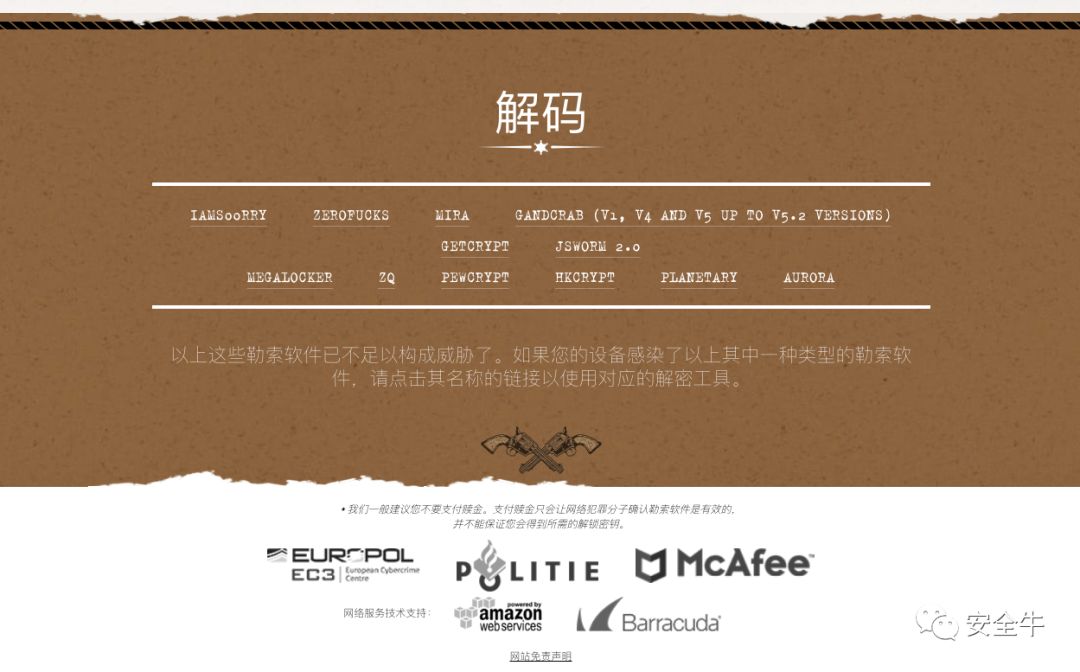 解码
IAMS00RRY ZEROFUCKS MIRA GANDCRAB (V1, V4 AND V5 UP TO V5.2 VERSIONS)
GETCRYPT JSWORM 2.0
MEGALOCKER ZQ PEWCRYPT HKCRYPT PLANETARY AURORA
以上这些勒索软件已不足以构成威胁了。如果您的设备感染了以上其中一种类型的勒索软
件，请点击其名称的链接以使用对应的解密工具。
• 我们一般建议您不要支付赎金。支付赎金只会让网络犯罪分子确认勒索软件是有效的，
并不能保证您会得到所需的解锁密钥。
EUROPOL
EC3 European Cybercrime
Centre
POLITIE
McAfee™
网络服务技术支持：
powered by
amazon
web services
Barracuda
安全牛
网站免责声明